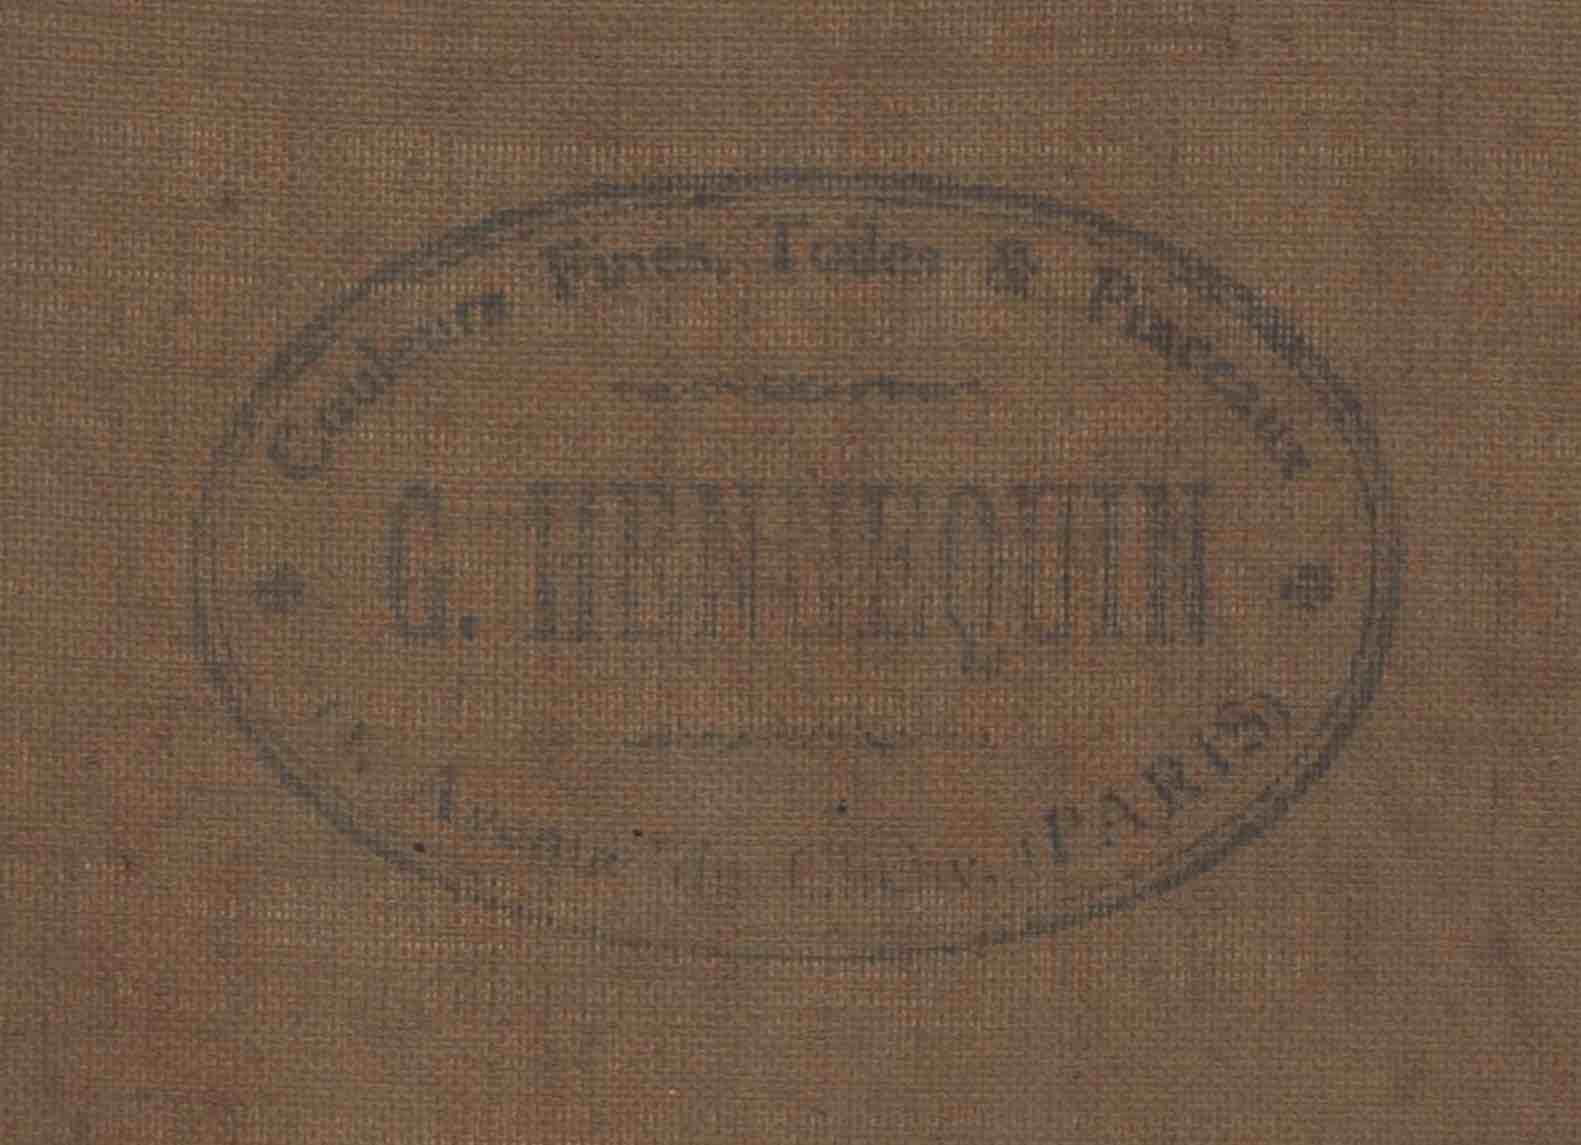 Couleurs Fines, Toiles & Pinceaux
G. HENNEQUIN
(PARIS)